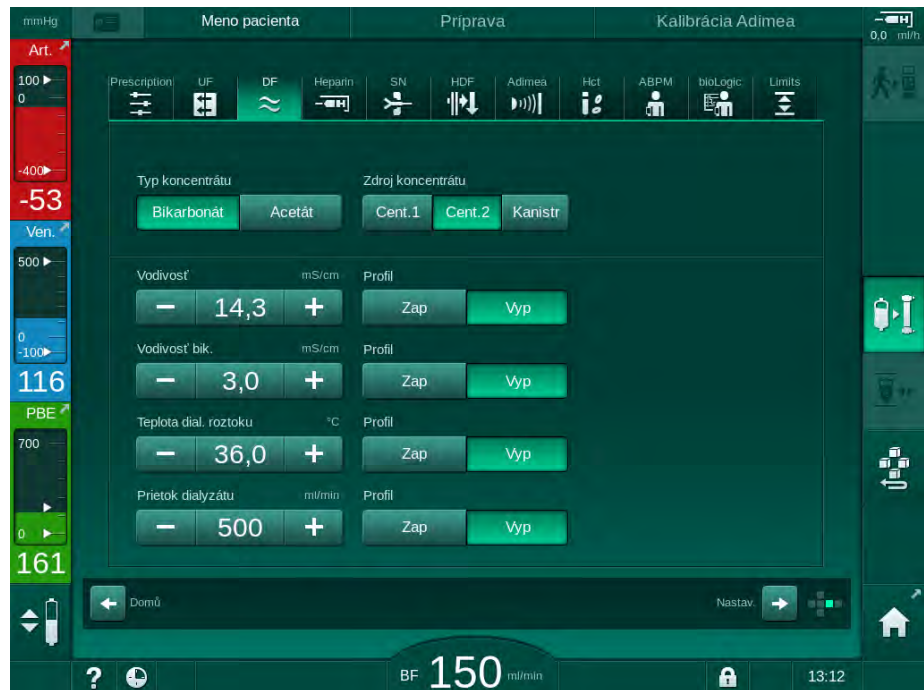 mmHg Meno pacienta Príprava Kalibrácia Adimea
0,0 ml/h
Art.
100
0
-400
-53
Ven.
500
0
-100
116
PBE
700
0
161
Prescription UF DF Heparin SN HDF Adimea Hct ABPM bioLogic Limits
Typ koncentrátu Zdroj koncentrátu
Bikarbonát Acetát Cent.1 Cent.2 Kanistr
Vodivosť mS/cm Profil
− 14,3 + Zap Vyp
Vodivosť bik. mS/cm Profil
− 3,0 + Zap Vyp
Teplota dial. roztoku °C Profil
− 36,0 + Zap Vyp
Prietok dialyzátu ml/min Profil
− 500 + Zap Vyp
Domů Nastav.
? BF 150 ml/min 13:12